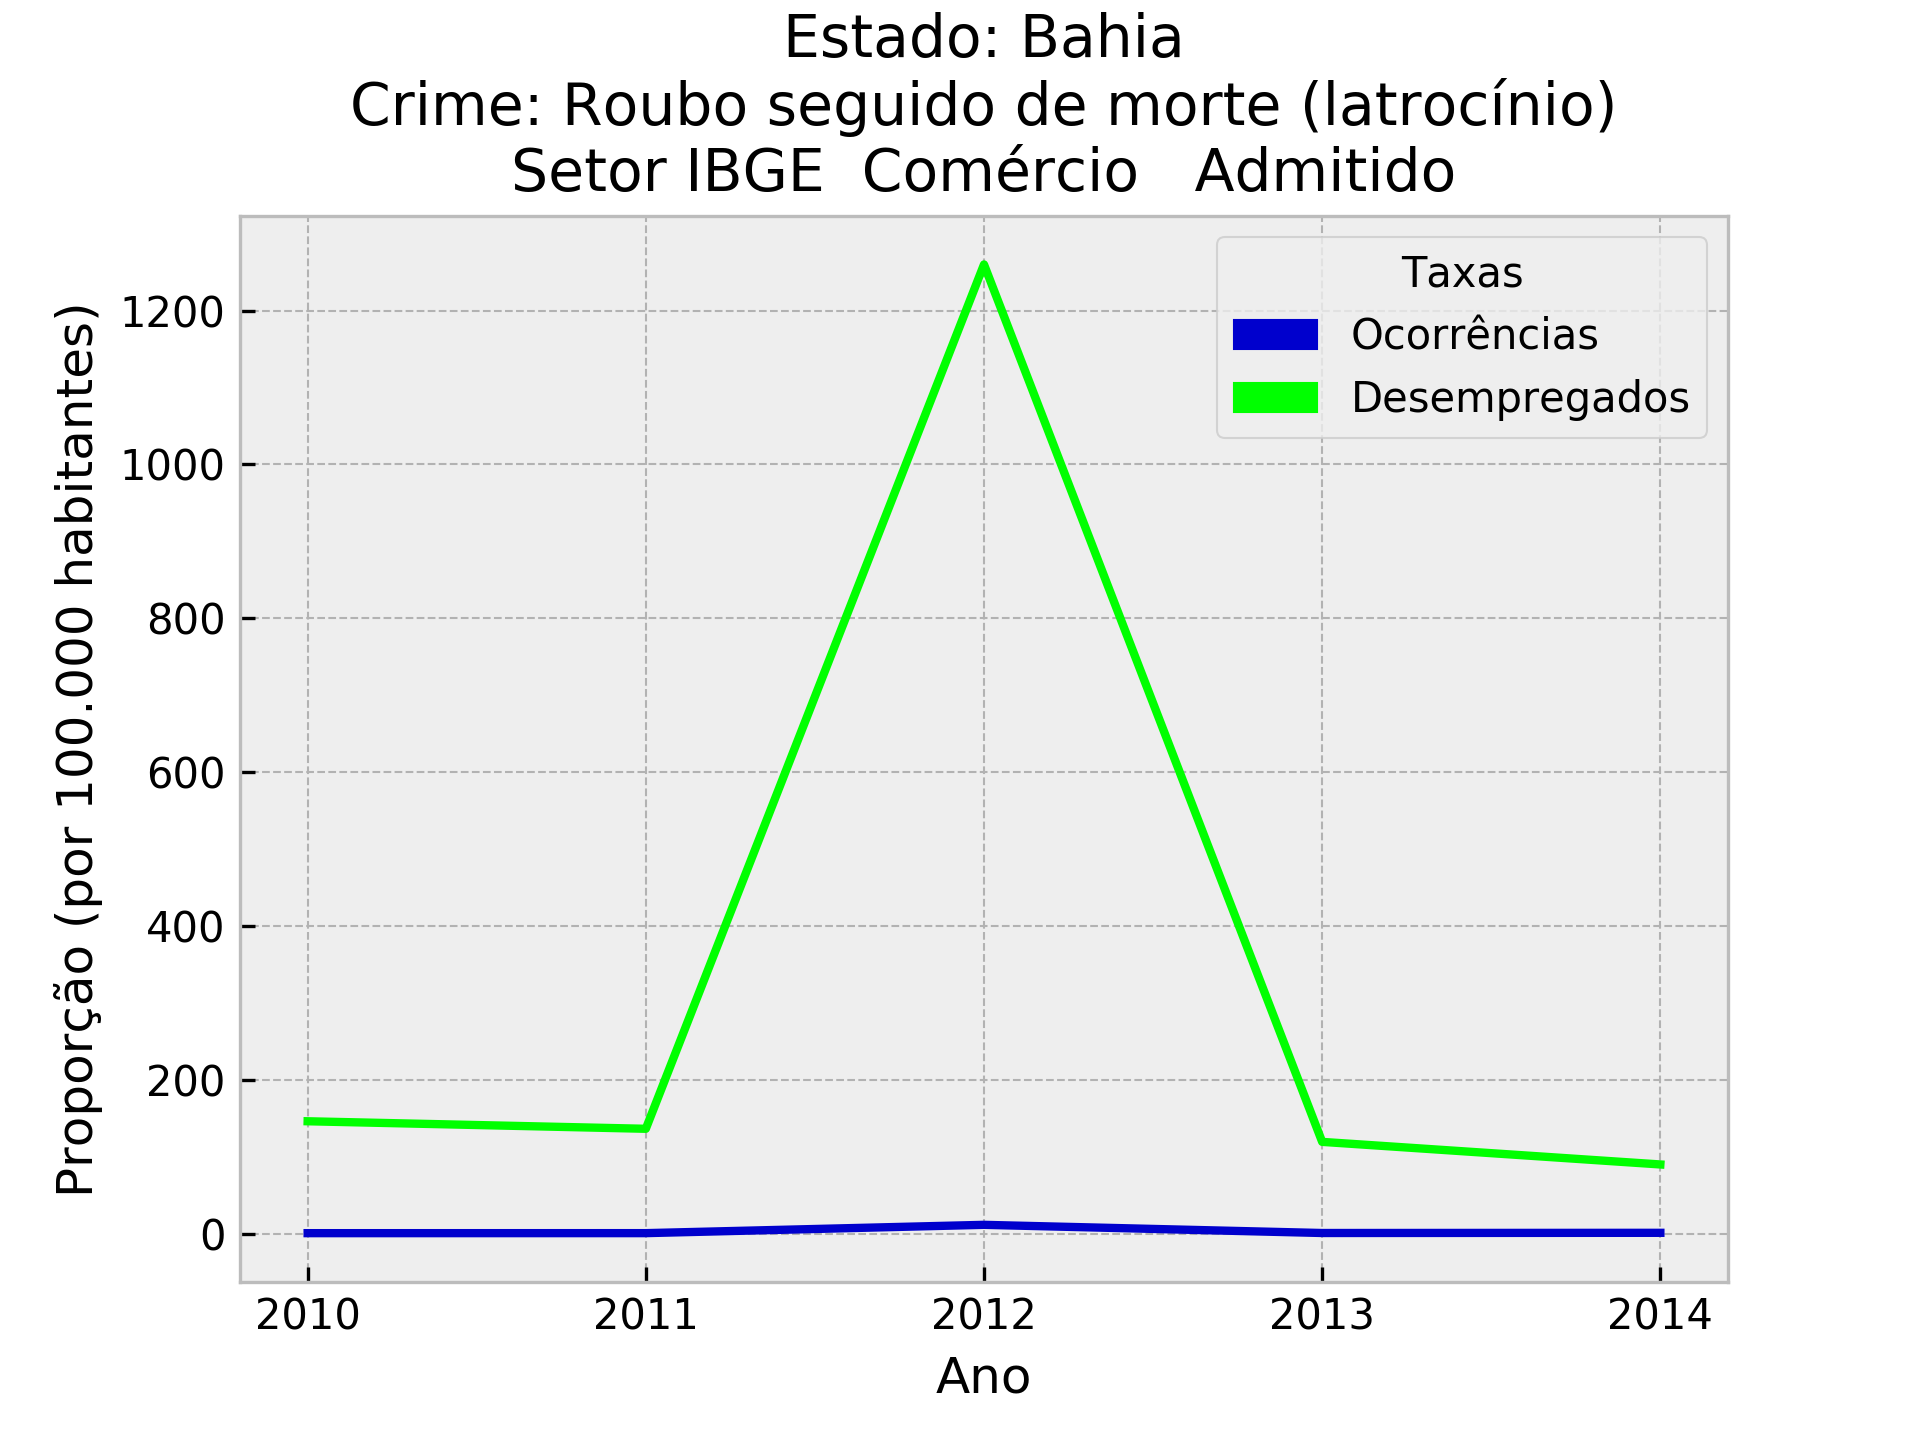 Estado: Bahia
Crime: Roubo seguido de morte (latrocínio)
Setor IBGE  Comércio   Admitido
Proporção (por 100.000 habitantes)
1200
1000
800
600
400
200
0
Taxas
Ocorrências
Desempregados
2010 2011 2012 2013 2014
Ano